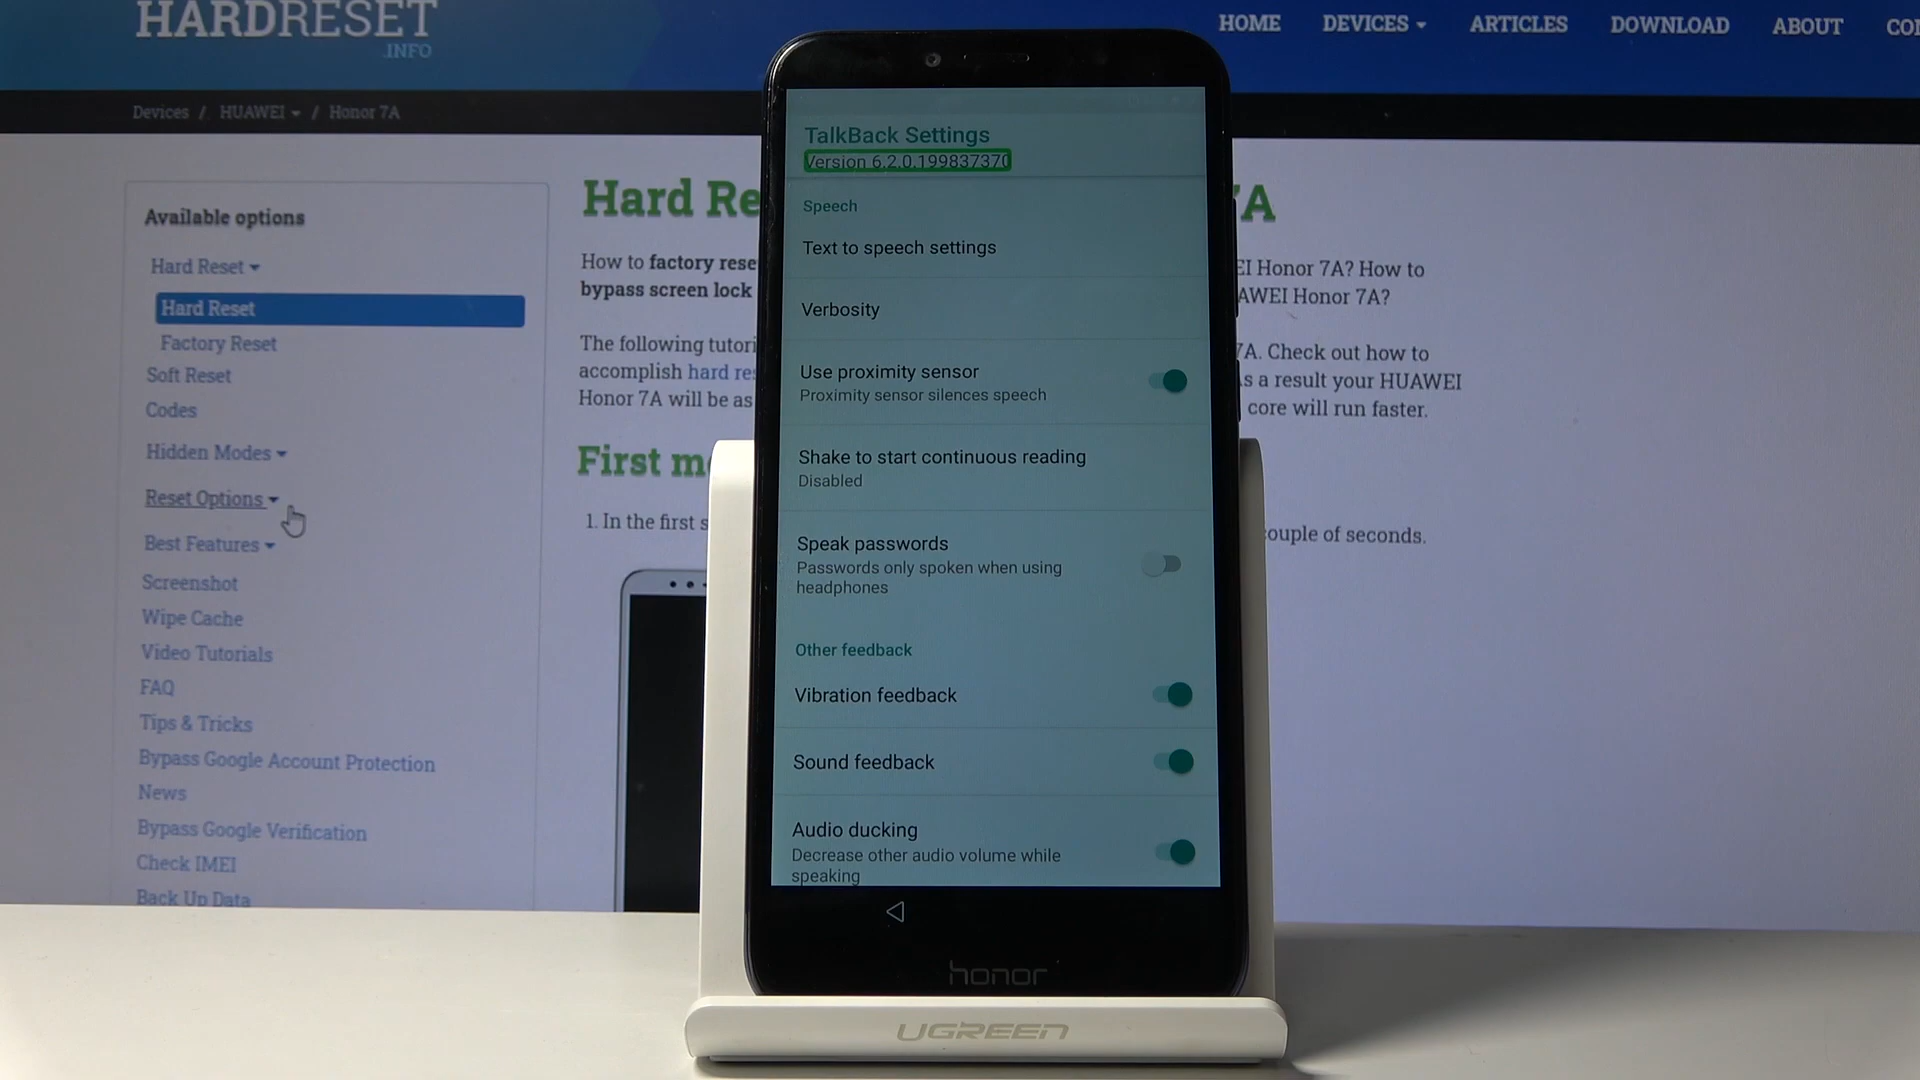 HARDRESET
.INFO
HOME DEVICES ARTICLES DOWNLOAD ABOUT
Devices / HUAWEI / Honor 7A
Available options
Hard Reset
Hard Reset
Factory Reset
Soft Reset
Codes
Hidden Modes
Reset Options
Best Features
Screenshot
Wipe Cache
Video Tutorials
FAQ
Tips & Tricks
Bypass Google Account Protection
News
Bypass Google Verification
Check IMEI
Back Up Data
Hard Re 7A
How to factory rese EI Honor 7A? How to
bypass screen lock AWEI Honor 7A?
The following tutori 7A. Check out how to
accomplish hard re s a result your HUAWEI
Honor 7A will be as core will run faster.
First m
1. In the first s couple of seconds.
TalkBack Settings
Version 6.2.0.199837370
Speech
Text to speech settings
Verbosity
Use proximity sensor
Proximity sensor silences speech
Shake to start continuous reading
Disabled
Speak passwords
Passwords only spoken when using
headphones
Other feedback
Vibration feedback
Sound feedback
Audio ducking
Decrease other audio volume while
speaking
honor
UGREEN